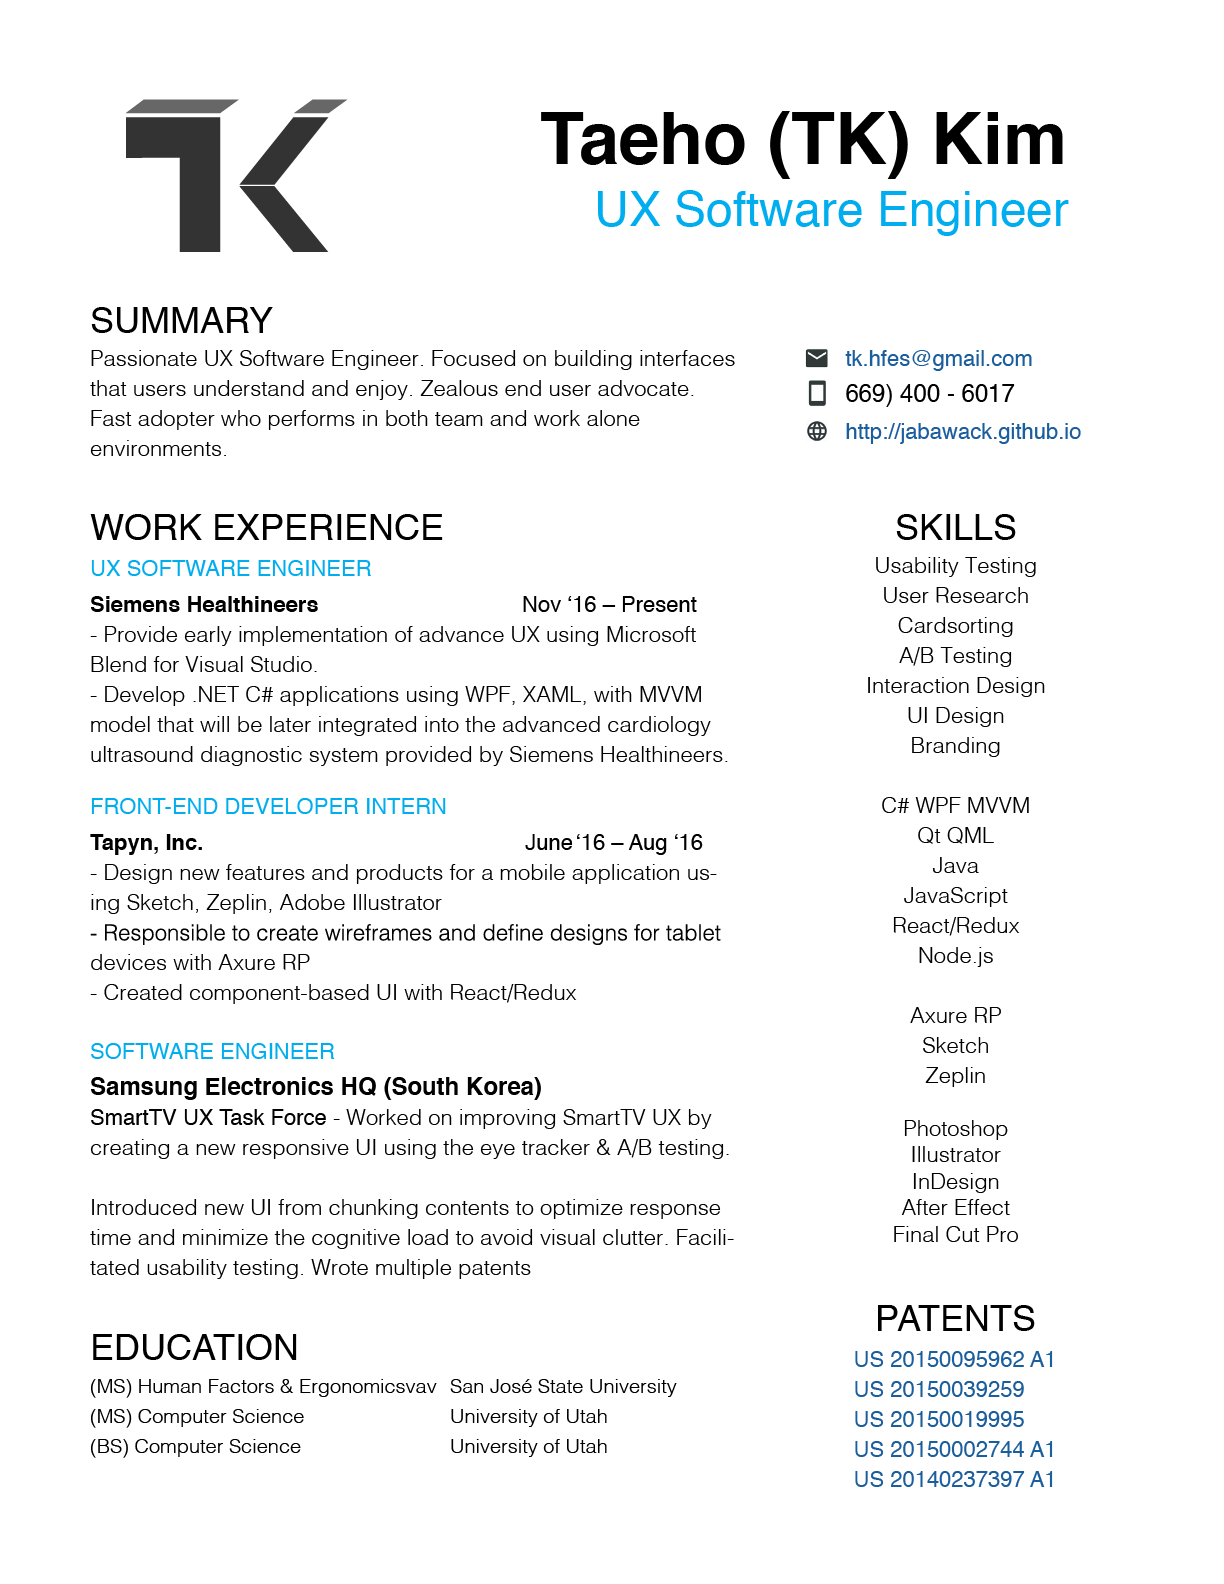 TK
Taeho (TK) Kim
UX Software Engineer
SUMMARY
Passionate UX Software Engineer. Focused on building interfaces
that users understand and enjoy. Zealous end user advocate.
Fast adopter who performs in both team and work alone
environments.
tk.hfes@gmail.com
669) 400 - 6017
http://jabawack.github.io
WORK EXPERIENCE
UX SOFTWARE ENGINEER
Siemens Healthineers Nov ‘16 – Present
- Provide early implementation of advance UX using Microsoft
Blend for Visual Studio.
- Develop .NET C# applications using WPF, XAML, with MVVM
model that will be later integrated into the advanced cardiology
ultrasound diagnostic system provided by Siemens Healthineers.
FRONT-END DEVELOPER INTERN
Tapyn, Inc. June ‘16 – Aug ‘16
- Design new features and products for a mobile application us-
ing Sketch, Zeplin, Adobe Illustrator
- Responsible to create wireframes and define designs for tablet
devices with Axure RP
- Created component-based UI with React/Redux
SOFTWARE ENGINEER
Samsung Electronics HQ (South Korea)
SmartTV UX Task Force - Worked on improving SmartTV UX by
creating a new responsive UI using the eye tracker & A/B testing.
Introduced new UI from chunking contents to optimize response
time and minimize the cognitive load to avoid visual clutter. Facili-
tated usability testing. Wrote multiple patents
EDUCATION
(MS) Human Factors & Ergonomicsvav San José State University
(MS) Computer Science University of Utah
(BS) Computer Science University of Utah
SKILLS
Usability Testing
User Research
Cardsorting
A/B Testing
Interaction Design
UI Design
Branding
C# WPF MVVM
Qt QML
Java
JavaScript
React/Redux
Node.js
Axure RP
Sketch
Zeplin
Photoshop
Illustrator
InDesign
After Effect
Final Cut Pro
PATENTS
US 20150095962 A1
US 20150039259
US 20150019995
US 20150002744 A1
US 20140237397 A1